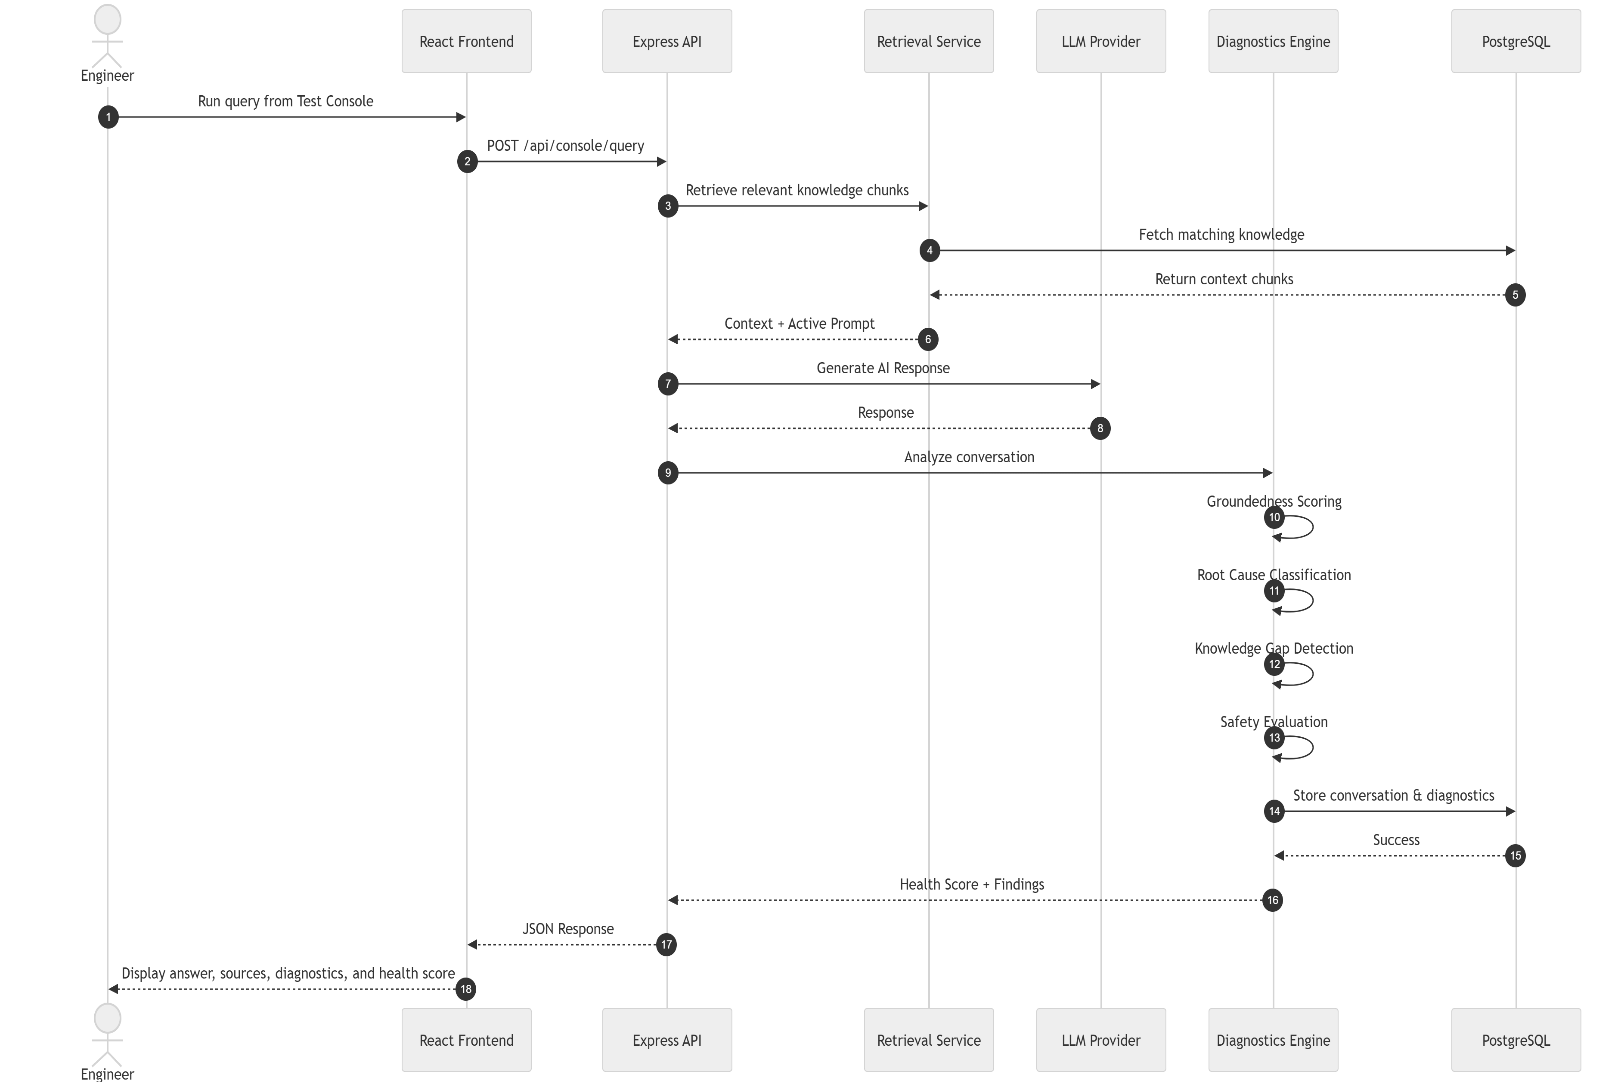 Engineer
React Frontend
Express API
Retrieval Service
LLM Provider
Diagnostics Engine
PostgreSQL
Run query from Test Console
1
POST /api/console/query
2
Retrieve relevant knowledge chunks
3
Fetch matching knowledge
4
Return context chunks
5
Context + Active Prompt
6
Generate AI Response
7
Response
8
Analyze conversation
9
Groundedness Scoring
10
Root Cause Classification
11
Knowledge Gap Detection
12
Safety Evaluation
13
Store conversation & diagnostics
14
Success
15
Health Score + Findings
16
JSON Response
17
Display answer, sources, diagnostics, and health score
18
Engineer
React Frontend
Express API
Retrieval Service
LLM Provider
Diagnostics Engine
PostgreSQL